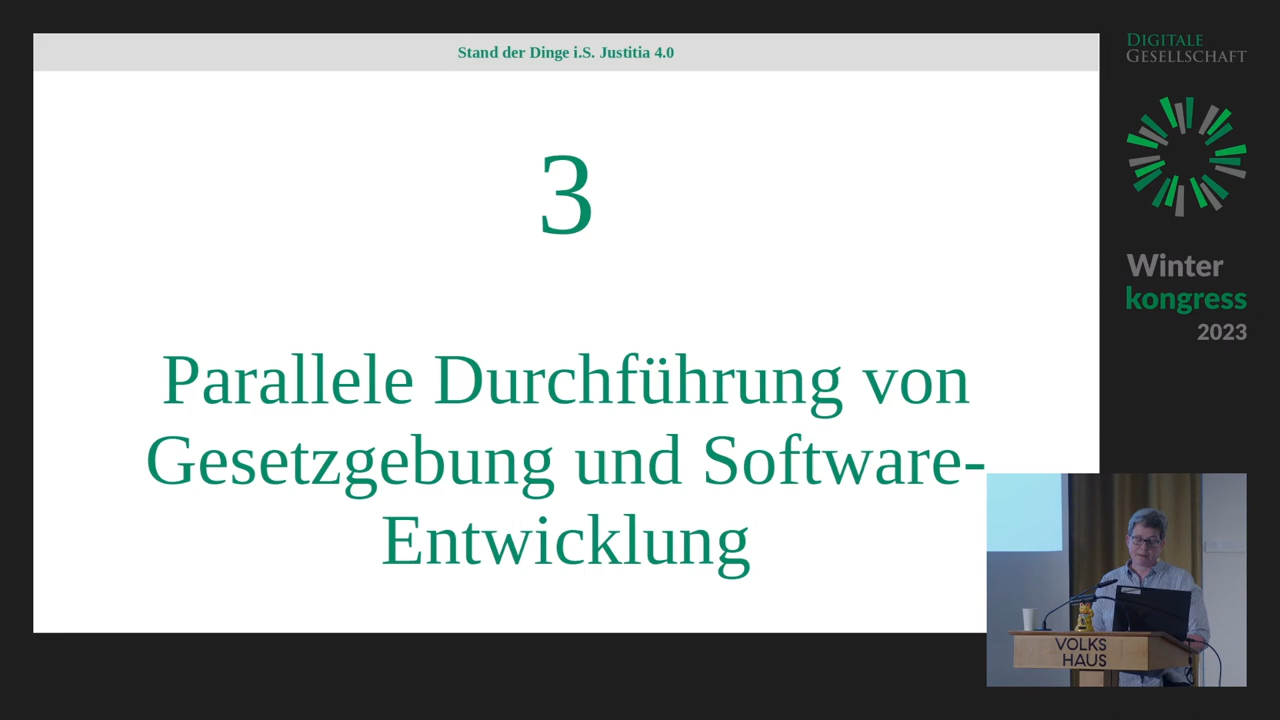 Stand der Dinge i.S. Justitia 4.0
3
Parallele Durchführung von
Gesetzgebung und Software-
Entwicklung
DIGITALE
GESELLSCHAFT
Winter
kongress
2023
VOLKS
HAUS